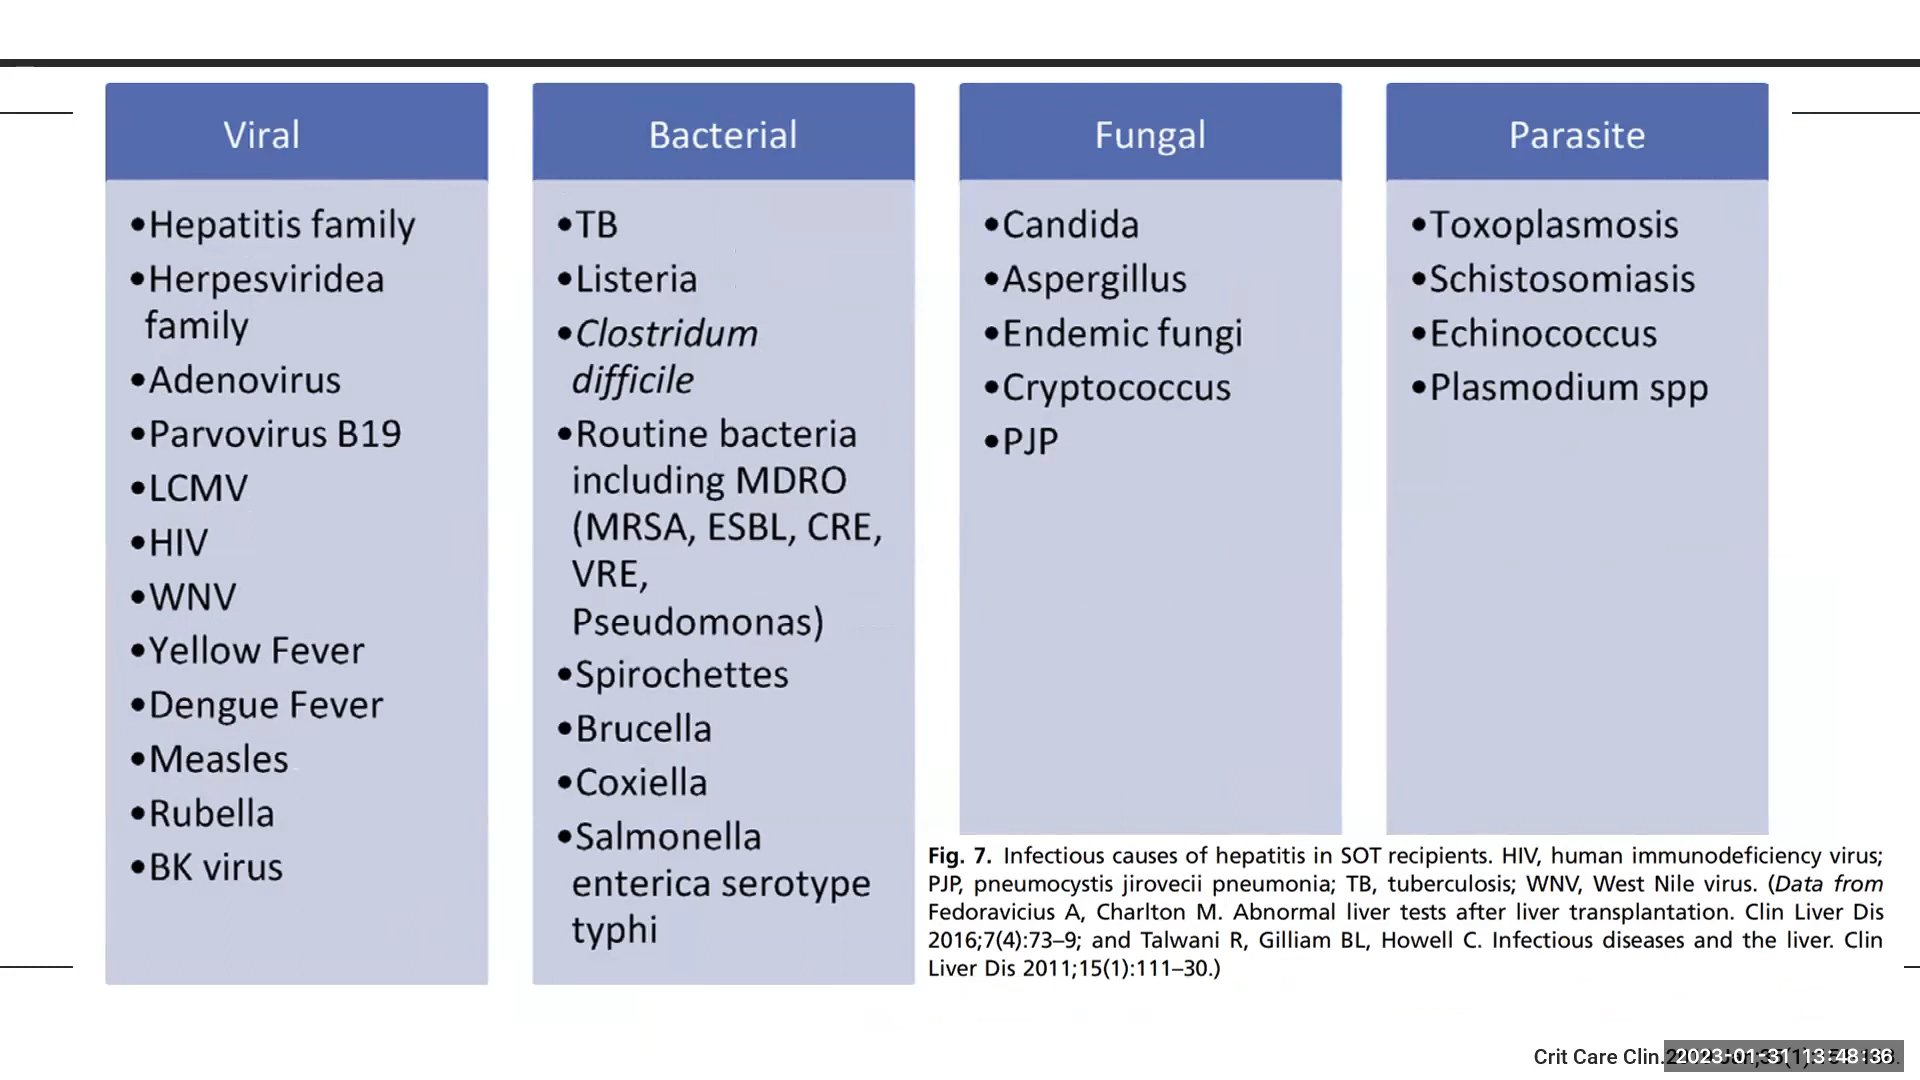 Viral
•Hepatitis family
•Herpesviridea
family
•Adenovirus
•Parvovirus B19
•LCMV
•HIV
•WNV
•Yellow Fever
•Dengue Fever
•Measles
•Rubella
•BK virus
Bacterial
•TB
•Listeria
•Clostridum
difficile
•Routine bacteria
including MDRO
(MRSA, ESBL, CRE,
VRE,
Pseudomonas)
•Spirochettes
•Brucella
•Coxiella
•Salmonella
enterica serotype
typhi
Fungal
•Candida
•Aspergillus
•Endemic fungi
•Cryptococcus
•PJP
Parasite
•Toxoplasmosis
•Schistosomiasis
•Echinococcus
•Plasmodium spp
Fig. 7. Infectious causes of hepatitis in SOT recipients. HIV, human immunodeficiency virus;
PJP, pneumocystis jirovecii pneumonia; TB, tuberculosis; WNV, West Nile virus. (Data from
Fedoravicius A, Charlton M. Abnormal liver tests after liver transplantation. Clin Liver Dis
2016;7(4):73–9; and Talwani R, Gilliam BL, Howell C. Infectious diseases and the liver. Clin
Liver Dis 2011;15(1):111–30.)
Crit Care Clin.
2023-01-31 13:48:36